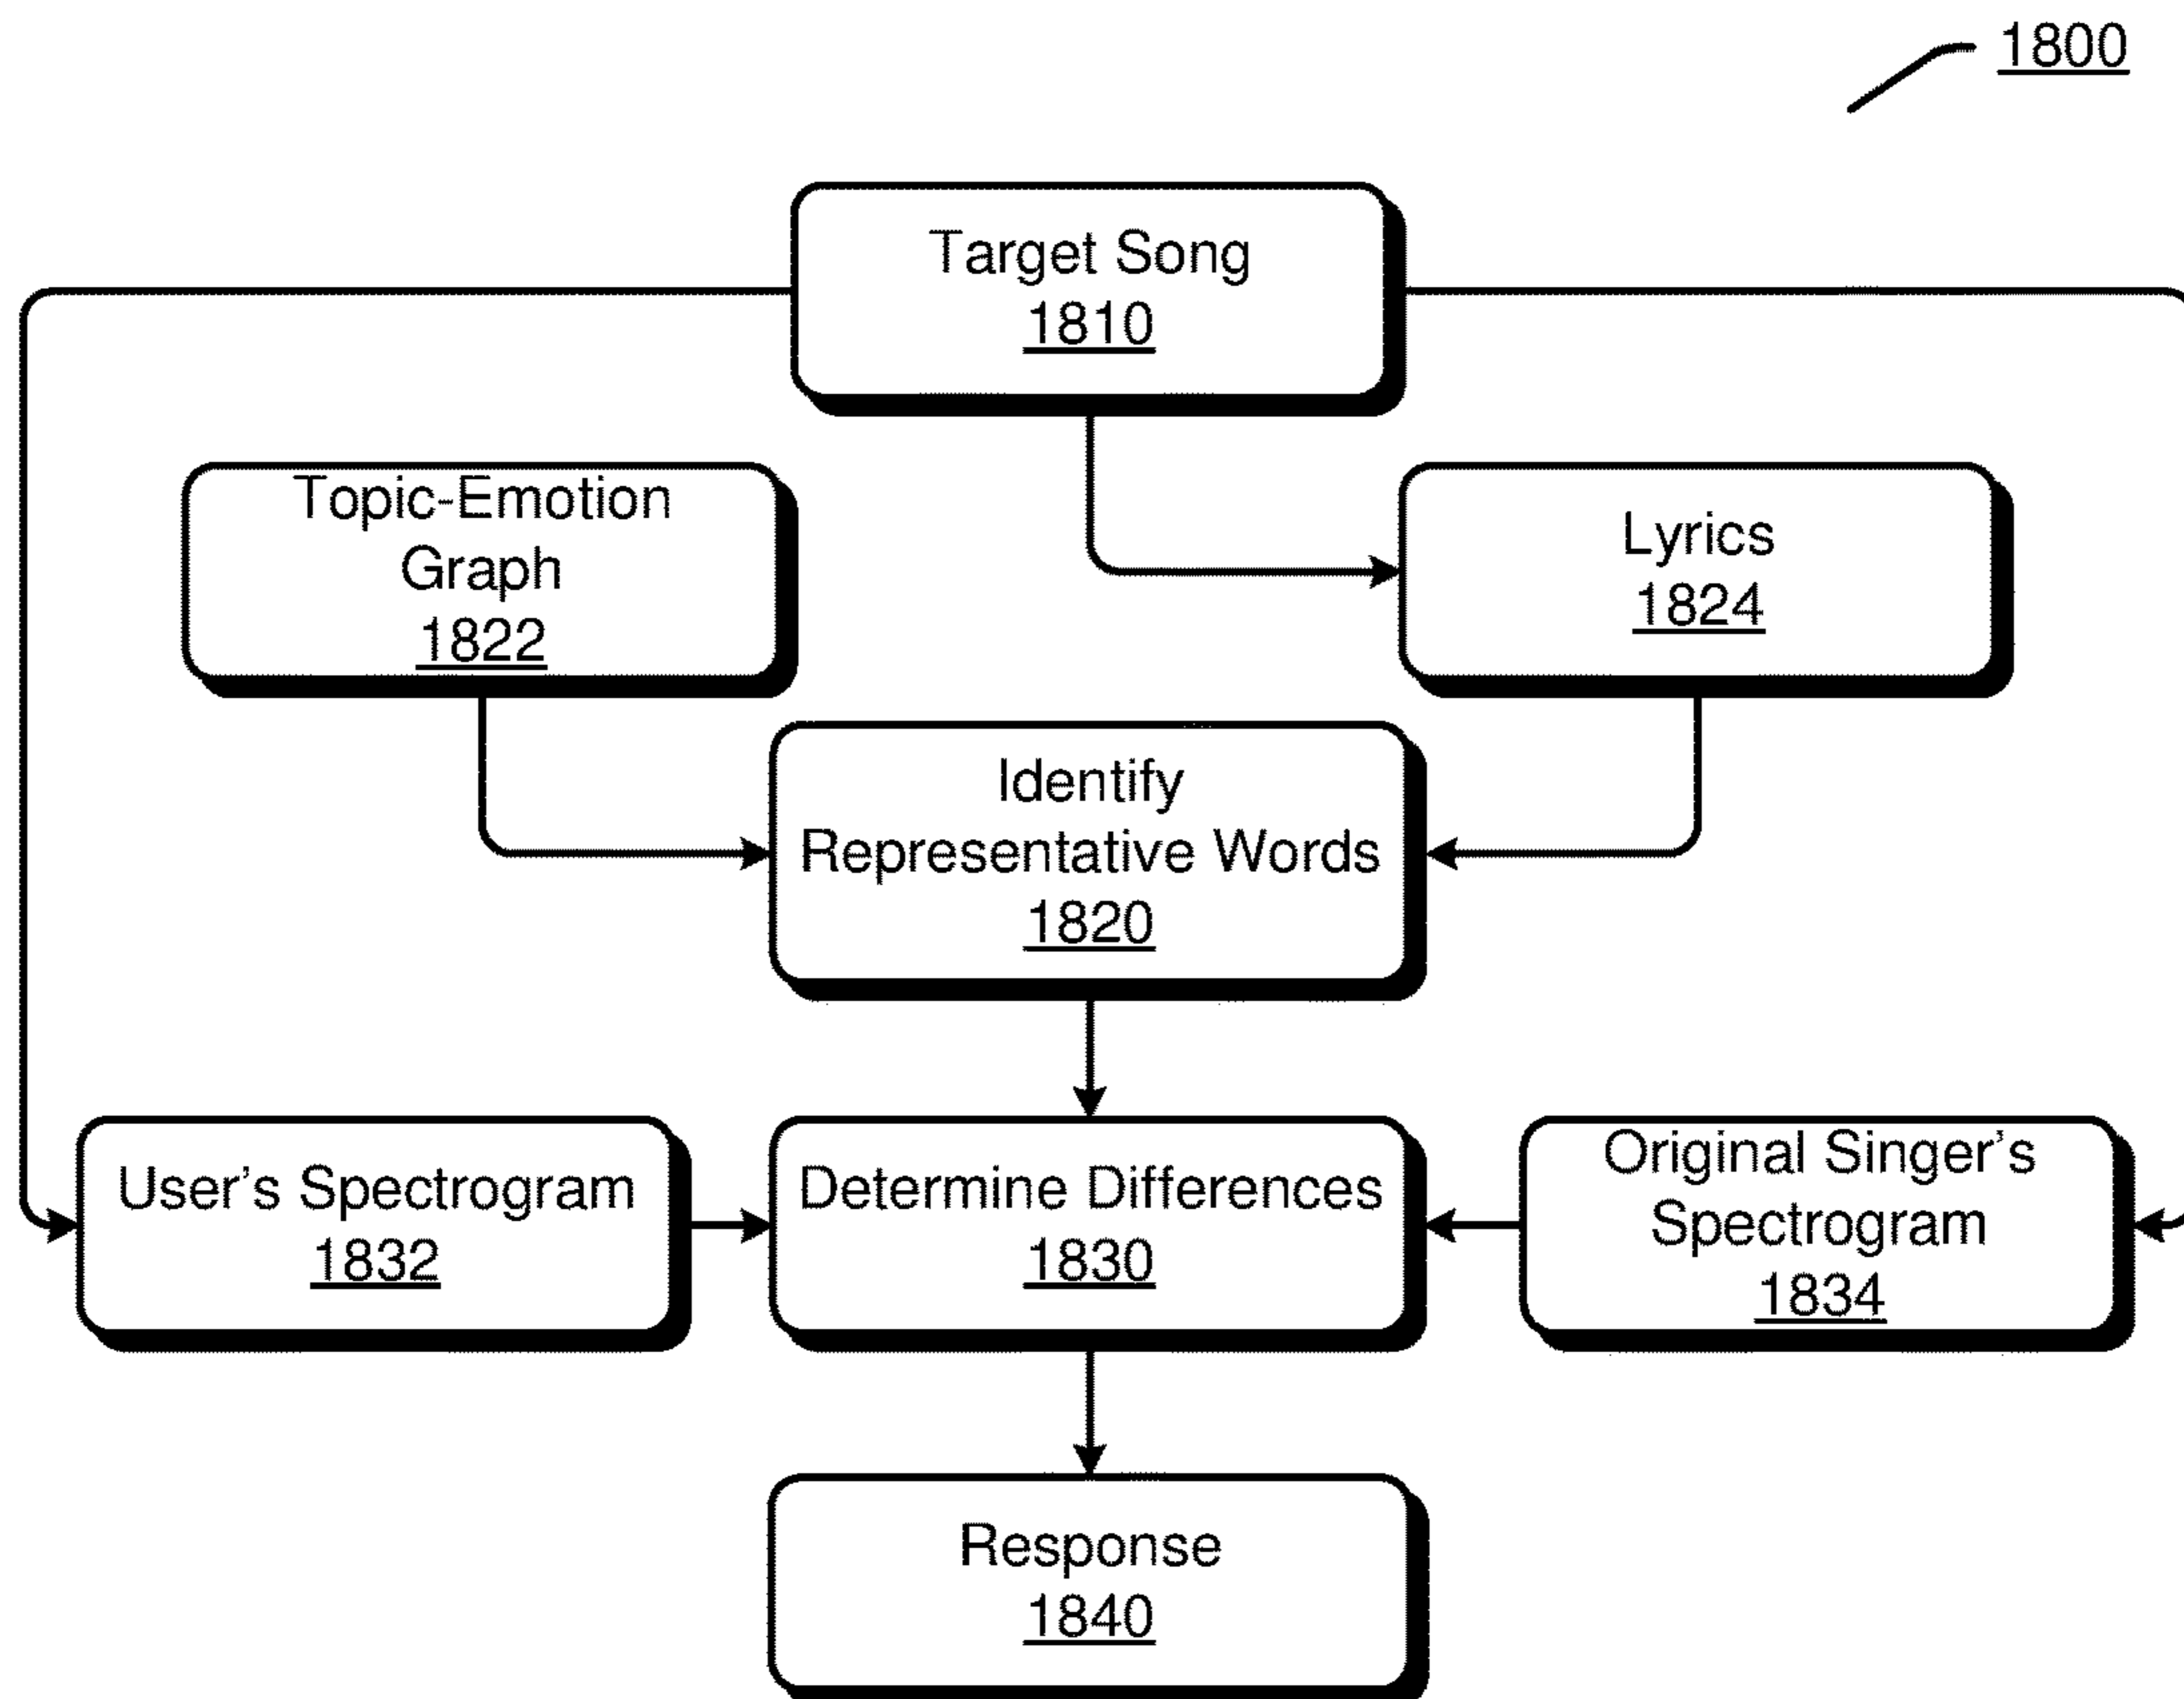 1800
Target Song
1810
Topic-Emotion
Graph
1822
Lyrics
1824
Identify
Representative Words
1820
User's Spectrogram
1832
Determine Differences
1830
Original Singer's
Spectrogram
1834
Response
1840